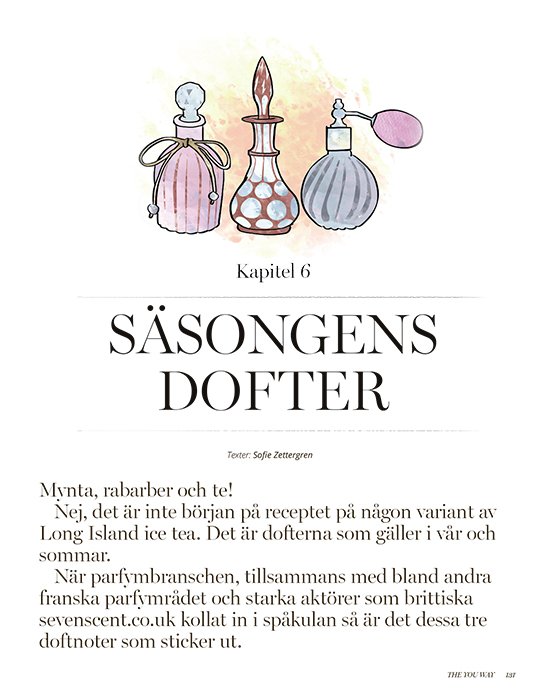 Kapitel 6
SÄSONGENS
DOFTER
Texter: Sofie Zettergren
Mynta, rabarber och te!
Nej, det är inte början på receptet på någon variant av
Long Island ice tea. Det är dofterna som gäller i vår och
sommar.
När parfymbranschen, tillsammans med bland andra
franska parfymrådet och starka aktörer som brittiska
sevenscent.co.uk kollat in i spåkulan så är det dessa tre
doftnoter som sticker ut.
THE YOU WAY 137